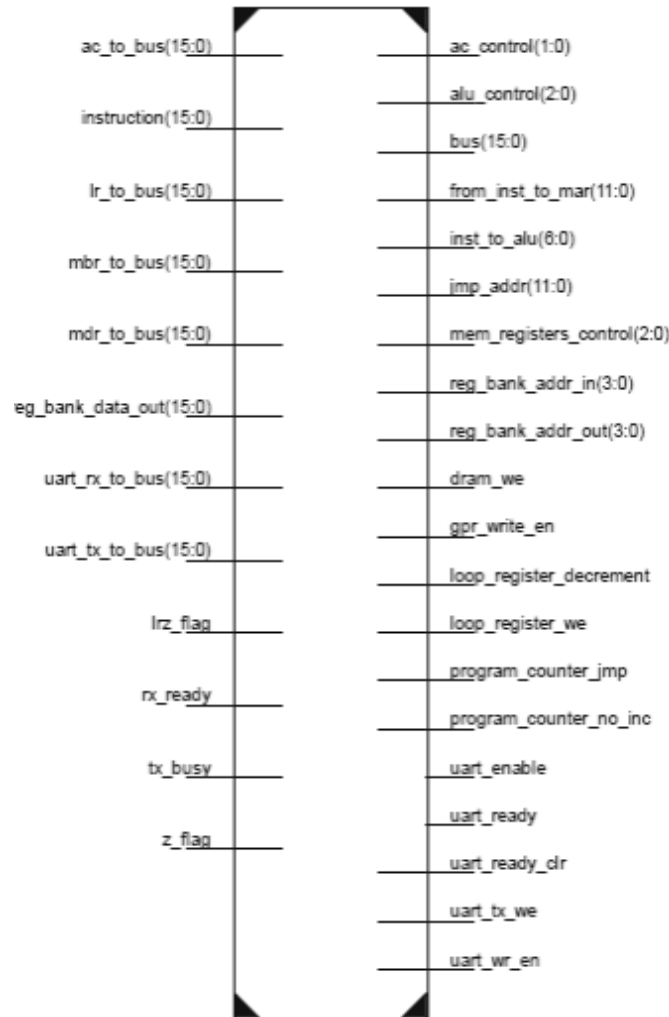 ac_to_bus(15:0)
instruction(15:0)
lr_to_bus(15:0)
mbr_to_bus(15:0)
mdr_to_bus(15:0)
eg_bank_data_out(15:0)
uart_rx_to_bus(15:0)
uart_tx_to_bus(15:0)
lrz_flag
rx_ready
tx_busy
z_flag
ac_control(1:0)
alu_control(2:0)
bus(15:0)
from_inst_to_mar(11:0)
inst_to_alu(6:0)
jmp_addr(11:0)
mem_registers_control(2:0)
reg_bank_addr_in(3:0)
reg_bank_addr_out(3:0)
dram_we
gpr_write_en
loop_register_decrement
loop_register_we
program_counter_jmp
program_counter_no_inc
uart_enable
uart_ready
uart_ready_clr
uart_tx_we
uart_wr_en